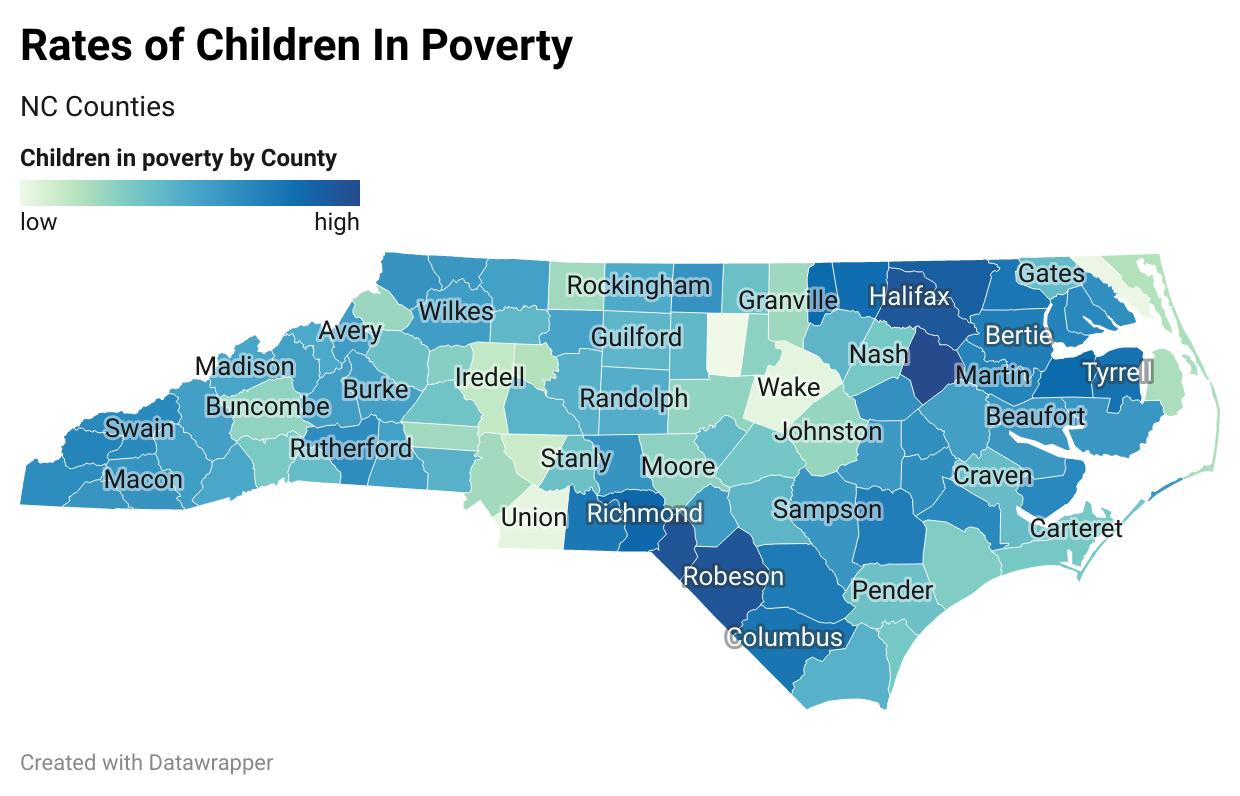 Rates of Children In Poverty
NC Counties
Children in poverty by County
low high
Gates
Rockingham
Granville
Halifax
Wilkes
Avery
Guilford
Bertie
Nash
Madison
Iredell
Burke
Wake
Martin
Tyrrell
Randolph
Buncombe
Beaufort
Swain
Johnston
Rutherford
Stanly
Moore
Macon
Craven
Union
Richmond
Sampson
Carteret
Robeson
Pender
Columbus
Created with Datawrapper